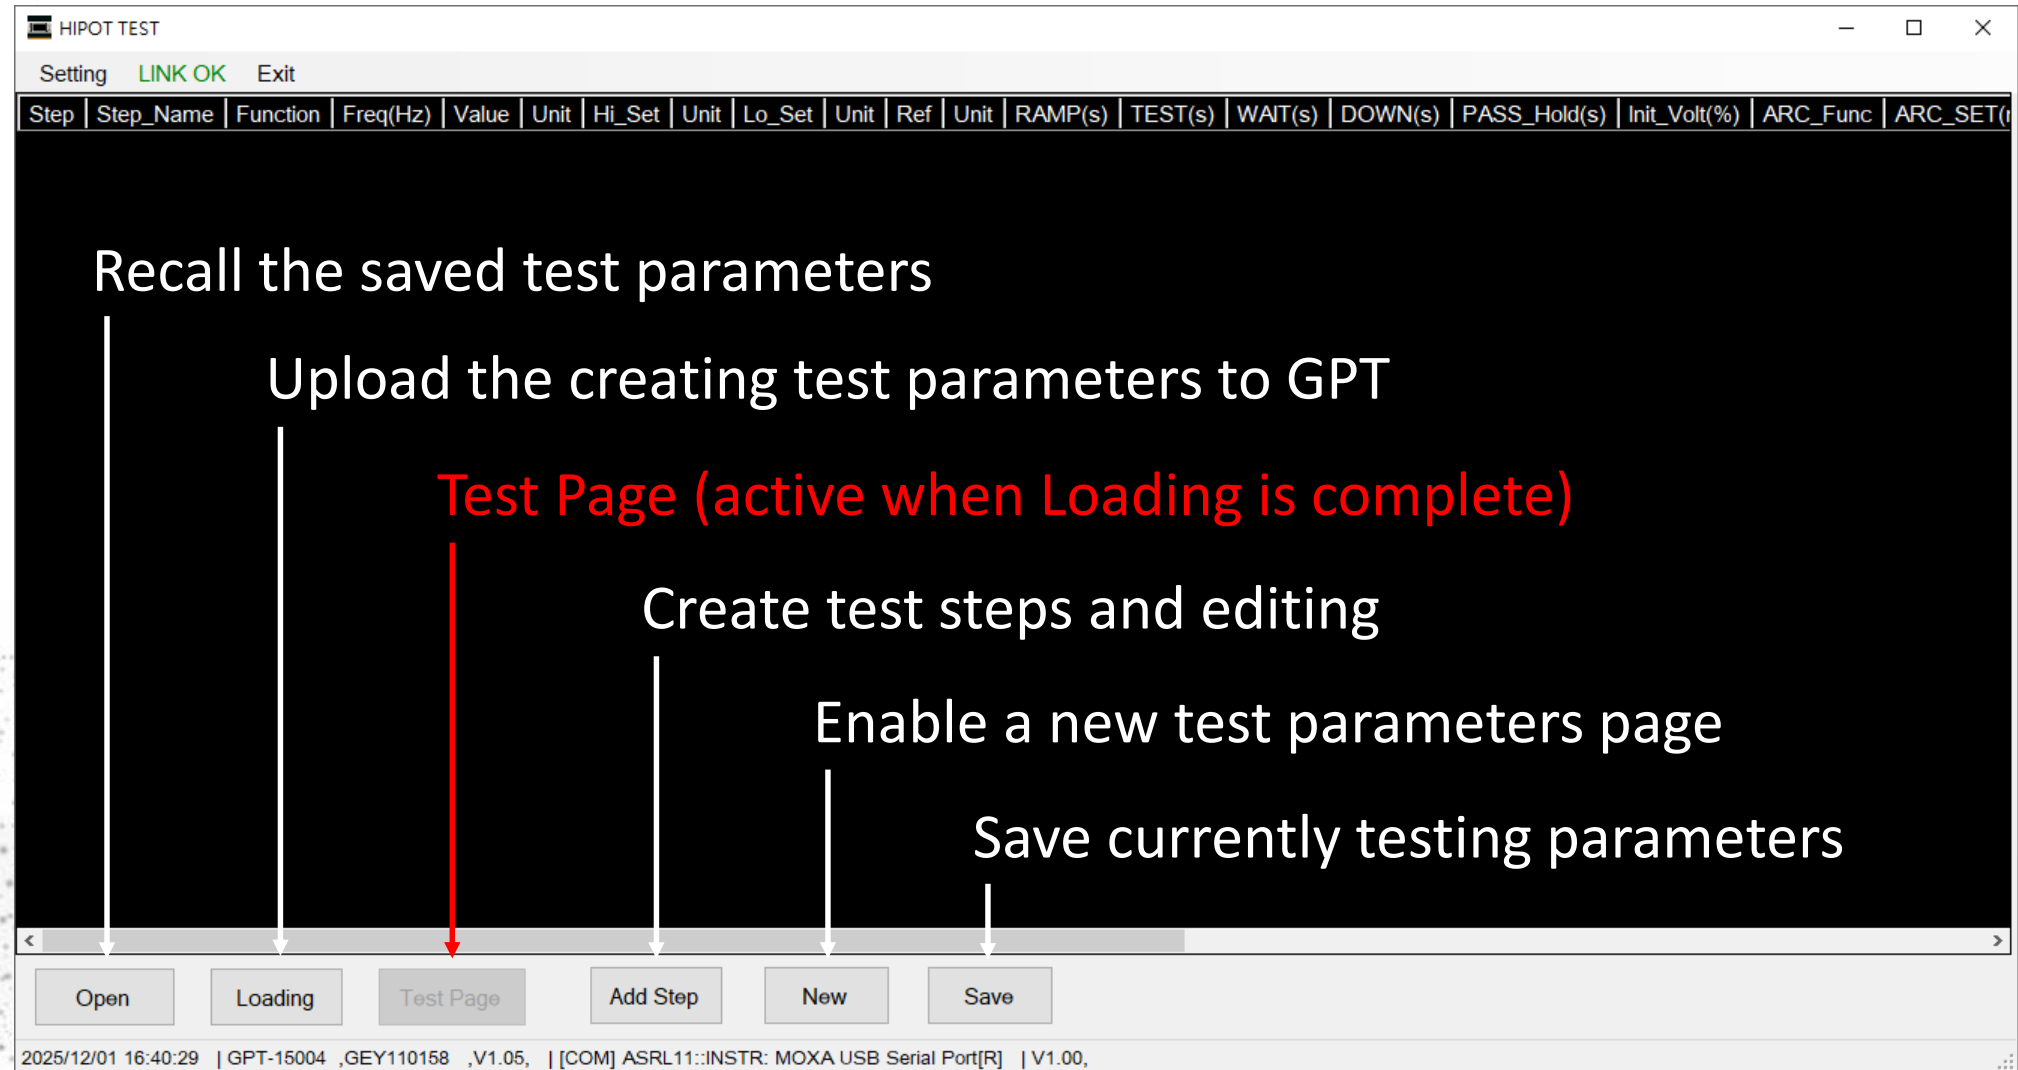 HIPOT TEST
Setting LINK OK Exit
Step Step_Name Function Freq(Hz) Value Unit Hi_Set Unit Lo_Set Unit Ref Unit RAMP(s) TEST(s) WAIT(s) DOWN(s) PASS_Hold(s) Init_Volt(%) ARC_Func ARC_SET(
Recall the saved test parameters
Upload the creating test parameters to GPT
Test Page (active when Loading is complete)
Create test steps and editing
Enable a new test parameters page
Save currently testing parameters
Open Loading Test Page Add Step New Save
2025/12/01 16:40:29 | GPT-15004 ,GEY110158 ,V1.05, | [COM] ASRL11::INSTR: MOXA USB Serial Port[R] | V1.00,